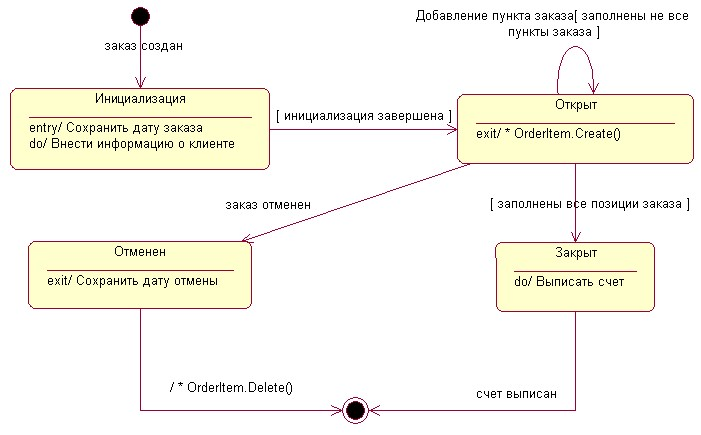 Добавление пункта заказа[ заполнены не все
пункты заказа ]
заказ создан
Инициализация
entry/ Сохранить дату заказа
do/ Внести информацию о клиенте
[ инициализация завершена ]
Открыт
exit/ * OrderItem.Create()
заказ отменен
[ заполнены все позиции заказа ]
Отменен
exit/ Сохранить дату отмены
Закрыт
do/ Выписать счет
/ * OrderItem.Delete()
счет выписан